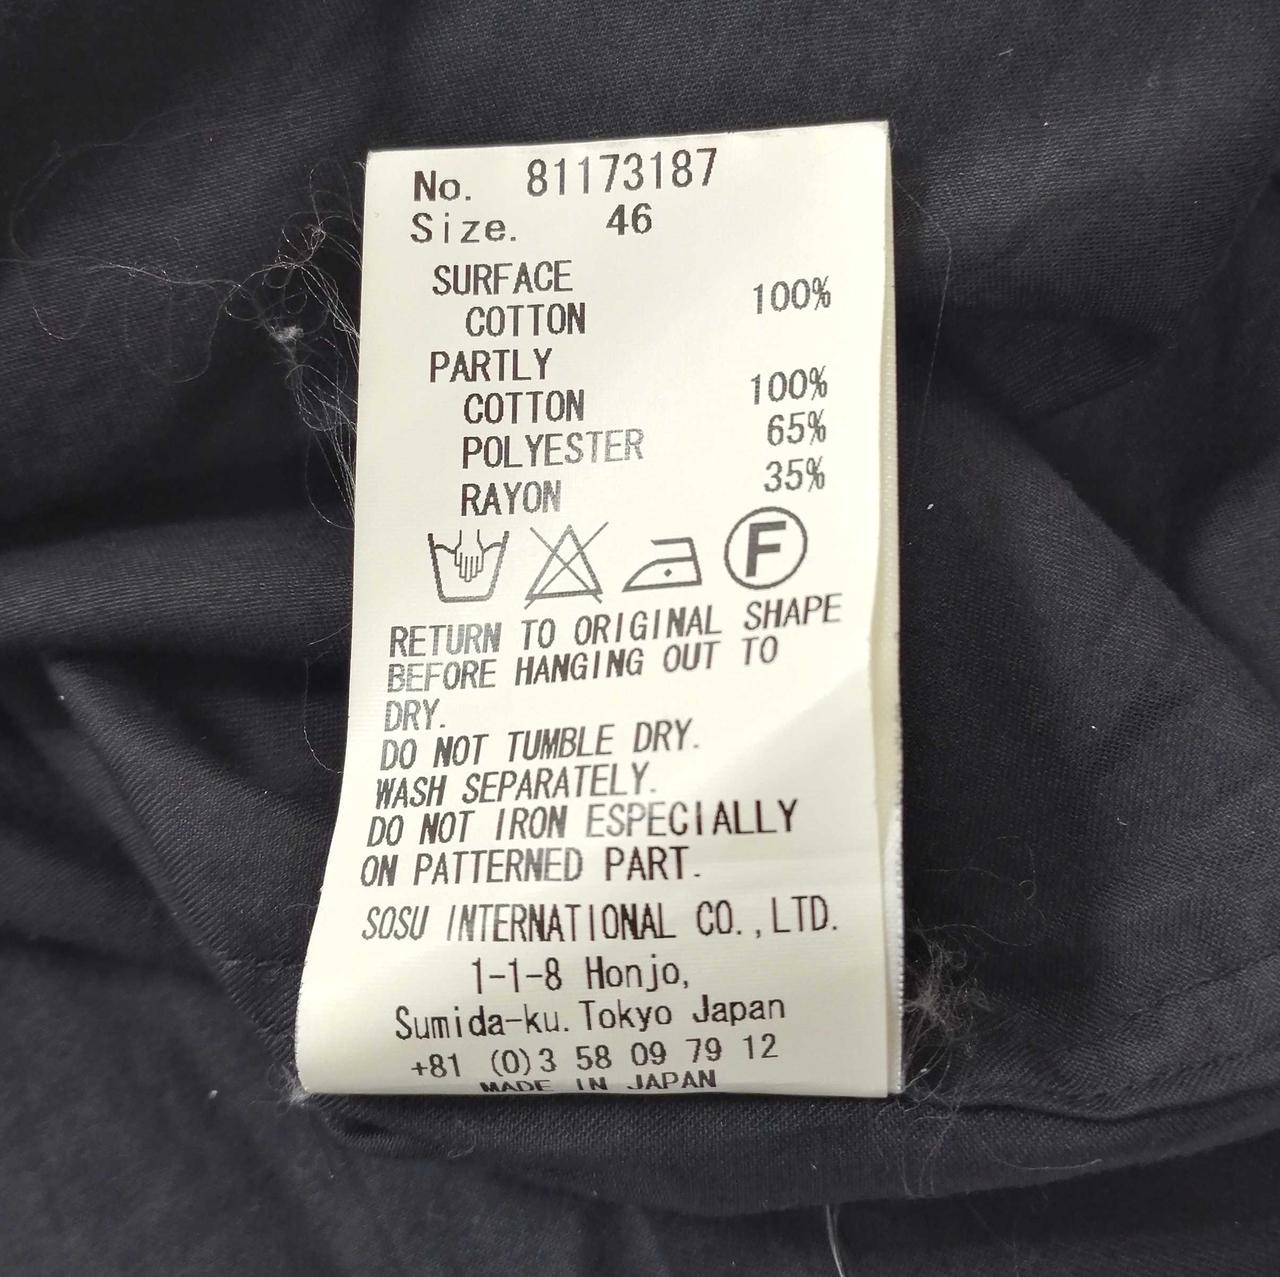 No. 81173187
Size. 46
SURFACE
COTTON 100%
PARTLY
COTTON 100%
POLYESTER 65%
RAYON 35%
F
RETURN TO ORIGINAL SHAPE
BEFORE HANGING OUT TO
DRY.
DO NOT TUMBLE DRY.
WASH SEPARATELY.
DO NOT IRON ESPECIALLY
ON PATTERNED PART.
SOSU INTERNATIONAL CO.,LTD.
1-1-8 Honjo,
Sumida-ku. Tokyo Japan
+81 (0)3 58 09 79 12
MADE IN JAPAN